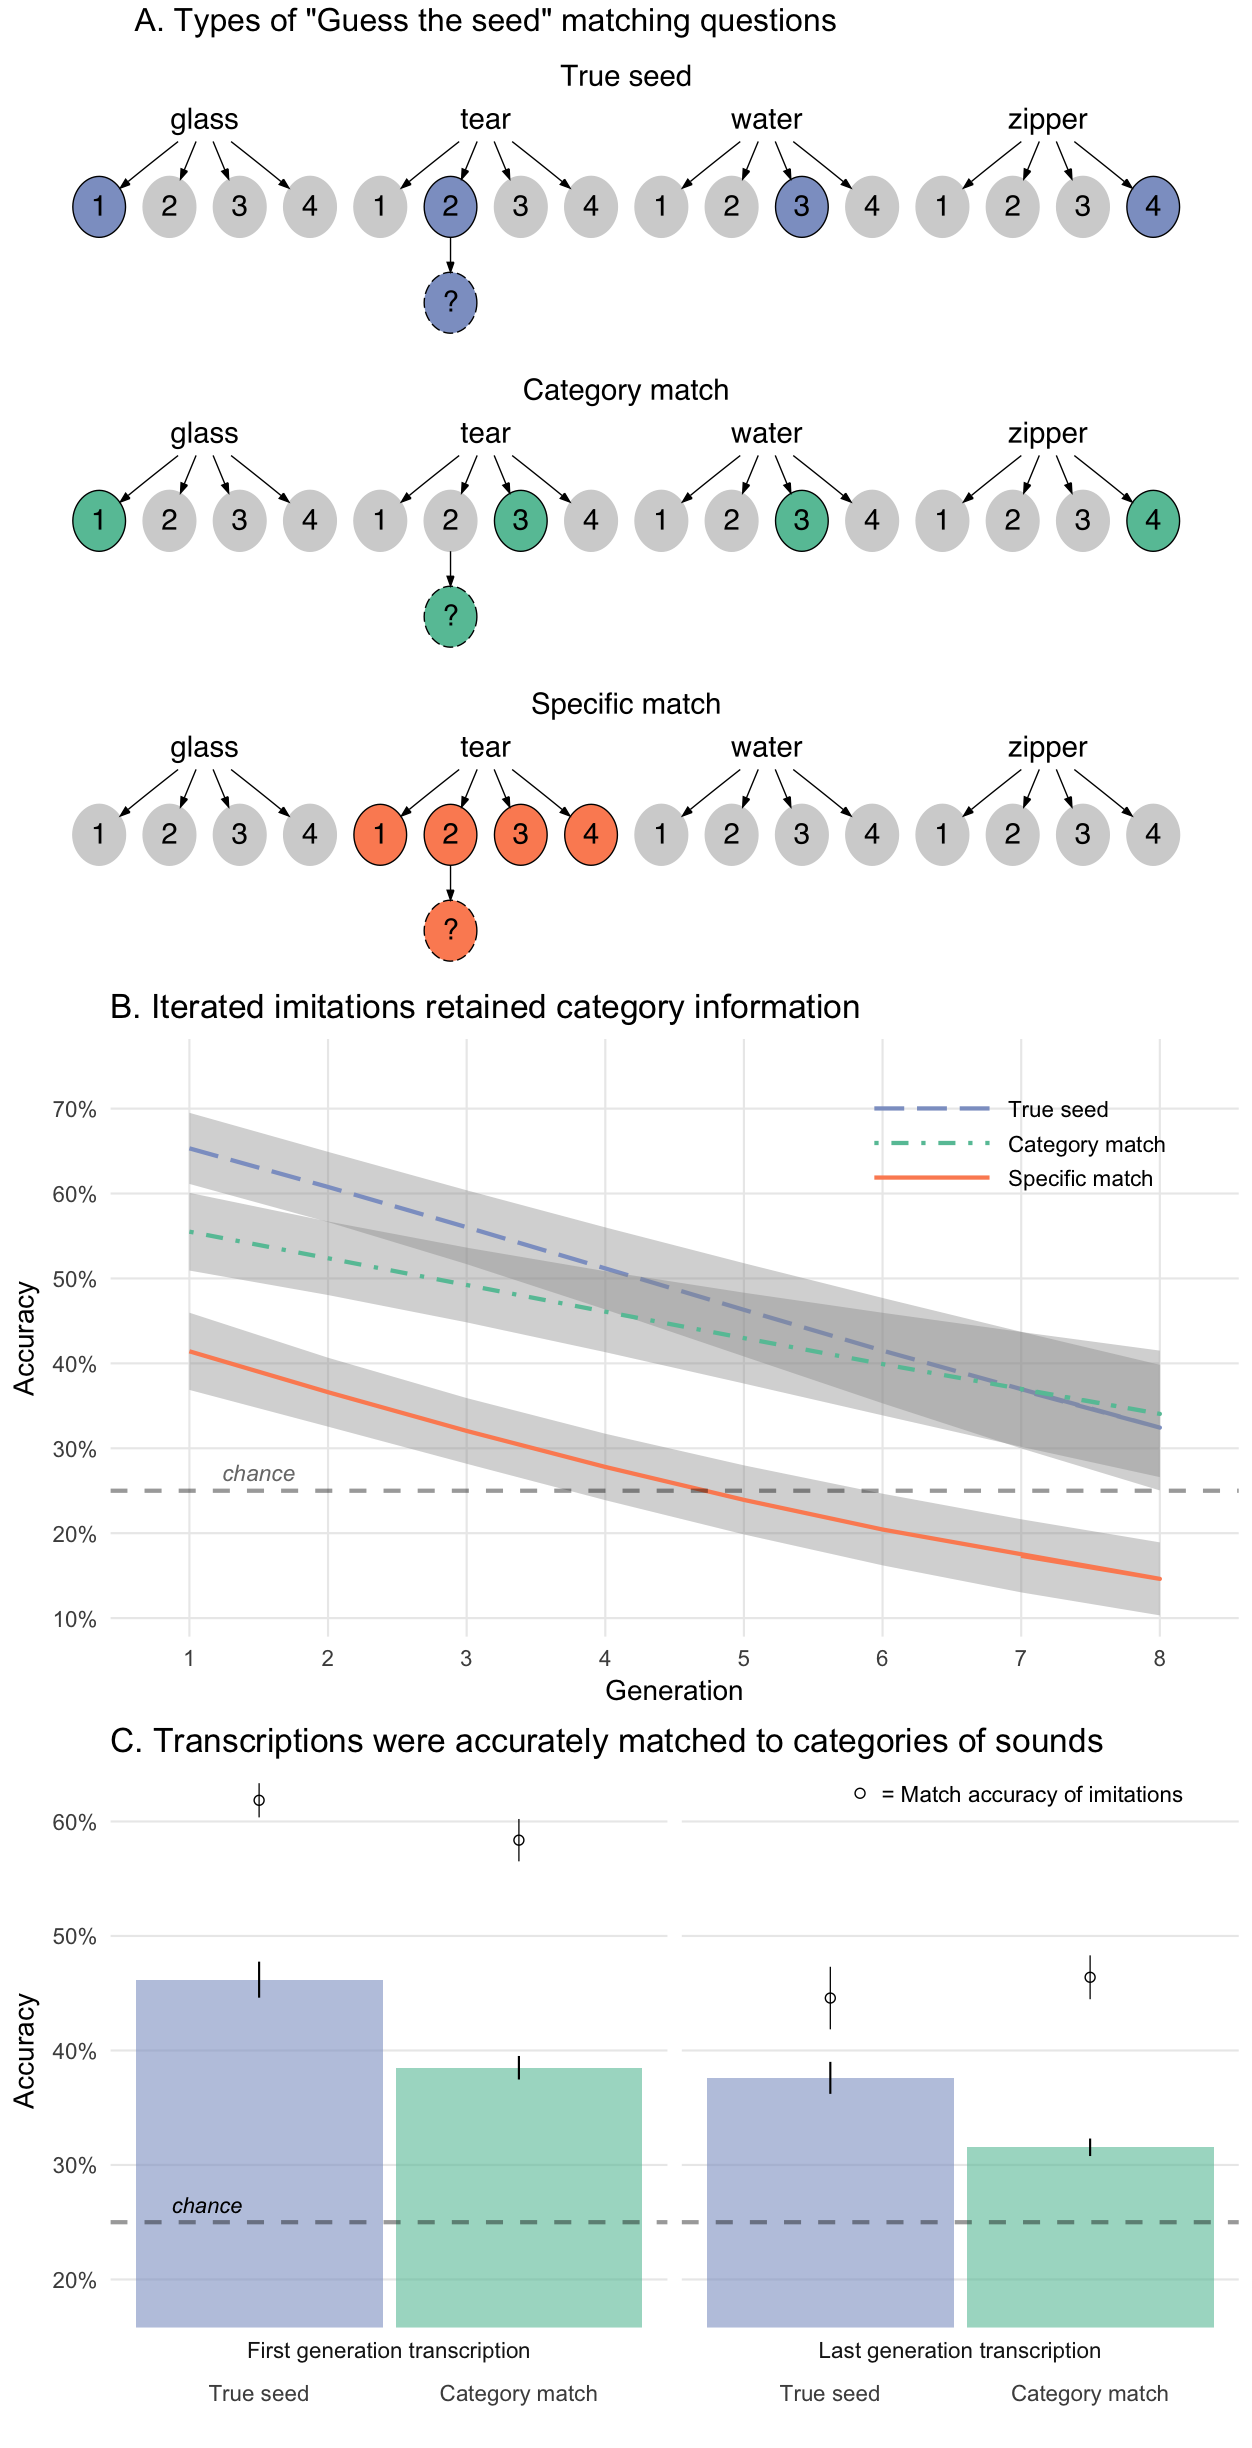 A. Types of "Guess the seed" matching questions
True seed
glass tear water zipper
1 2 3 4 1 2 3 4 1 2 3 4 1 2 3 4
?
Category match
glass tear water zipper
1 2 3 4 1 2 3 4 1 2 3 4 1 2 3 4
?
Specific match
glass tear water zipper
1 2 3 4 1 2 3 4 1 2 3 4 1 2 3 4
?
B. Iterated imitations retained category information
70%
60%
50%
40%
30%
20%
10%
Accuracy
True seed
Category match
Specific match
chance
1 2 3 4 5 6 7 8
Generation
C. Transcriptions were accurately matched to categories of sounds
= Match accuracy of imitations
60%
50%
40%
30%
20%
Accuracy
chance
First generation transcription Last generation transcription
True seed Category match True seed Category match